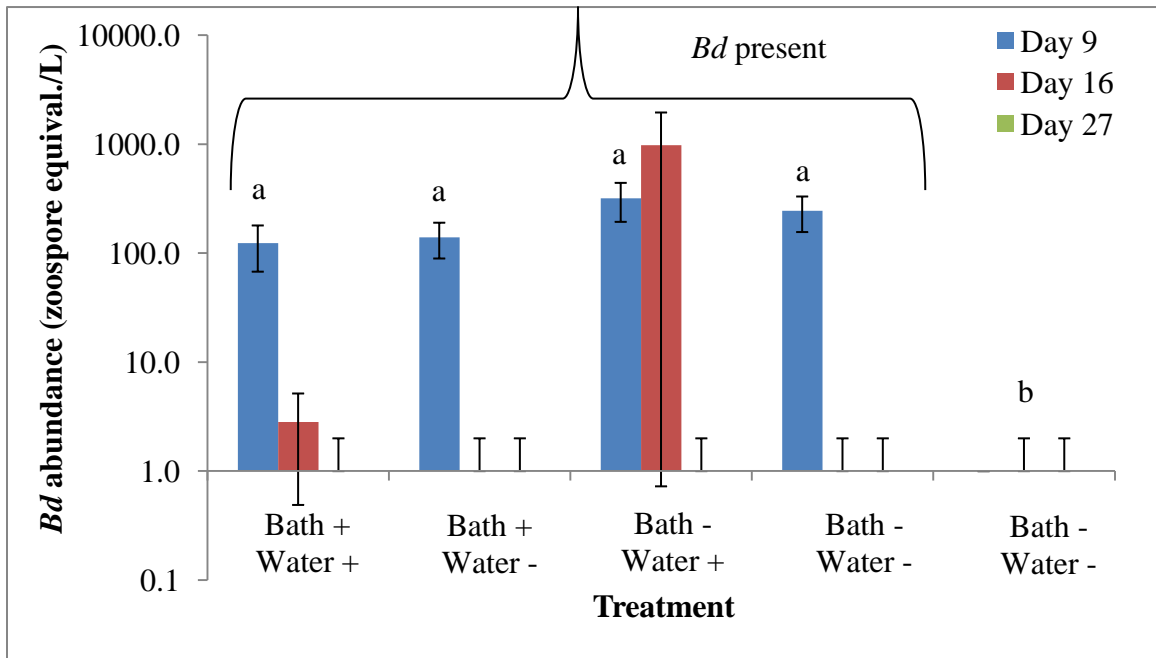 Bd abundance (zoospore equival./L)
10000.0
1000.0
100.0
10.0
1.0
0.1
Bd present
Day 9
Day 16
Day 27
a
a
a
a
b
Bath +
Water +
Bath +
Water -
Bath -
Water +
Bath -
Water -
Bath -
Water -
Treatment